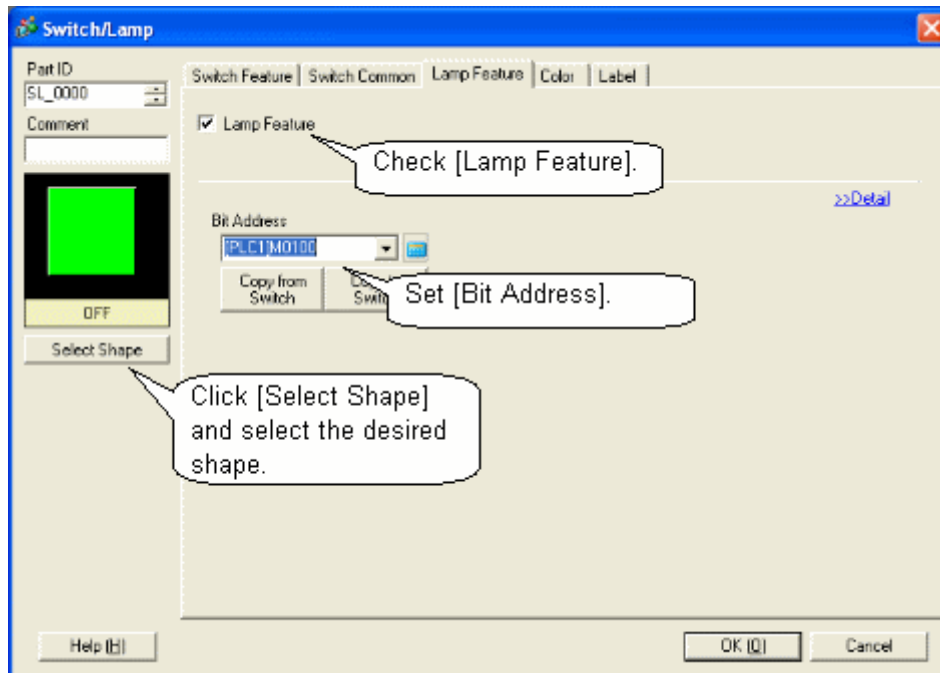 Switch/Lamp
Part ID
SL_0000
Comment
OFF
Select Shape
Switch Feature
Switch Common
Lamp Feature
Color
Label
Lamp Feature
Check [Lamp Feature].
>>Detail
Bit Address
[PLC1]M0100
Copy from
Switch
Set [Bit Address].
Click [Select Shape]
and select the desired
shape.
Help (H)
OK (O)
Cancel